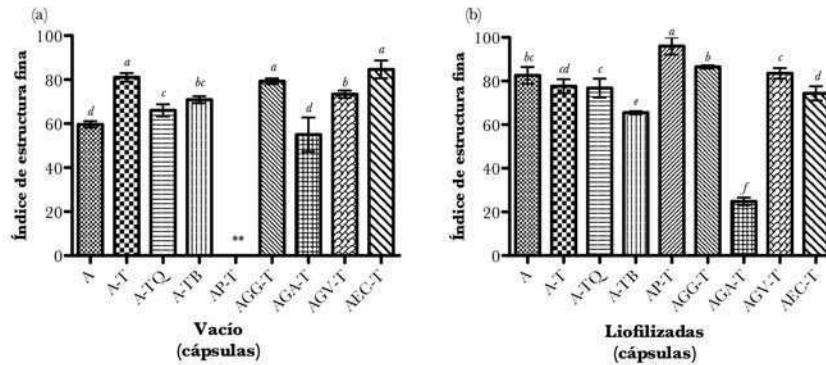 (a)
Índice de estructura fina
100
80
60
40
20
0
d
a
c
bc
**
a
d
b
a
A
A-T
A-TQ
A-TB
AP-T
AGG-T
AGA-T
AGV-T
AEC-T
Vacío
(cápsulas)
(b)
Índice de estructura fina
100
80
60
40
20
0
bc
cd
c
e
a
b
f
c
d
A
A-T
A-TQ
A-TB
AP-T
AGG-T
AGA-T
AGV-T
AEC-T
Liofilizadas
(cápsulas)